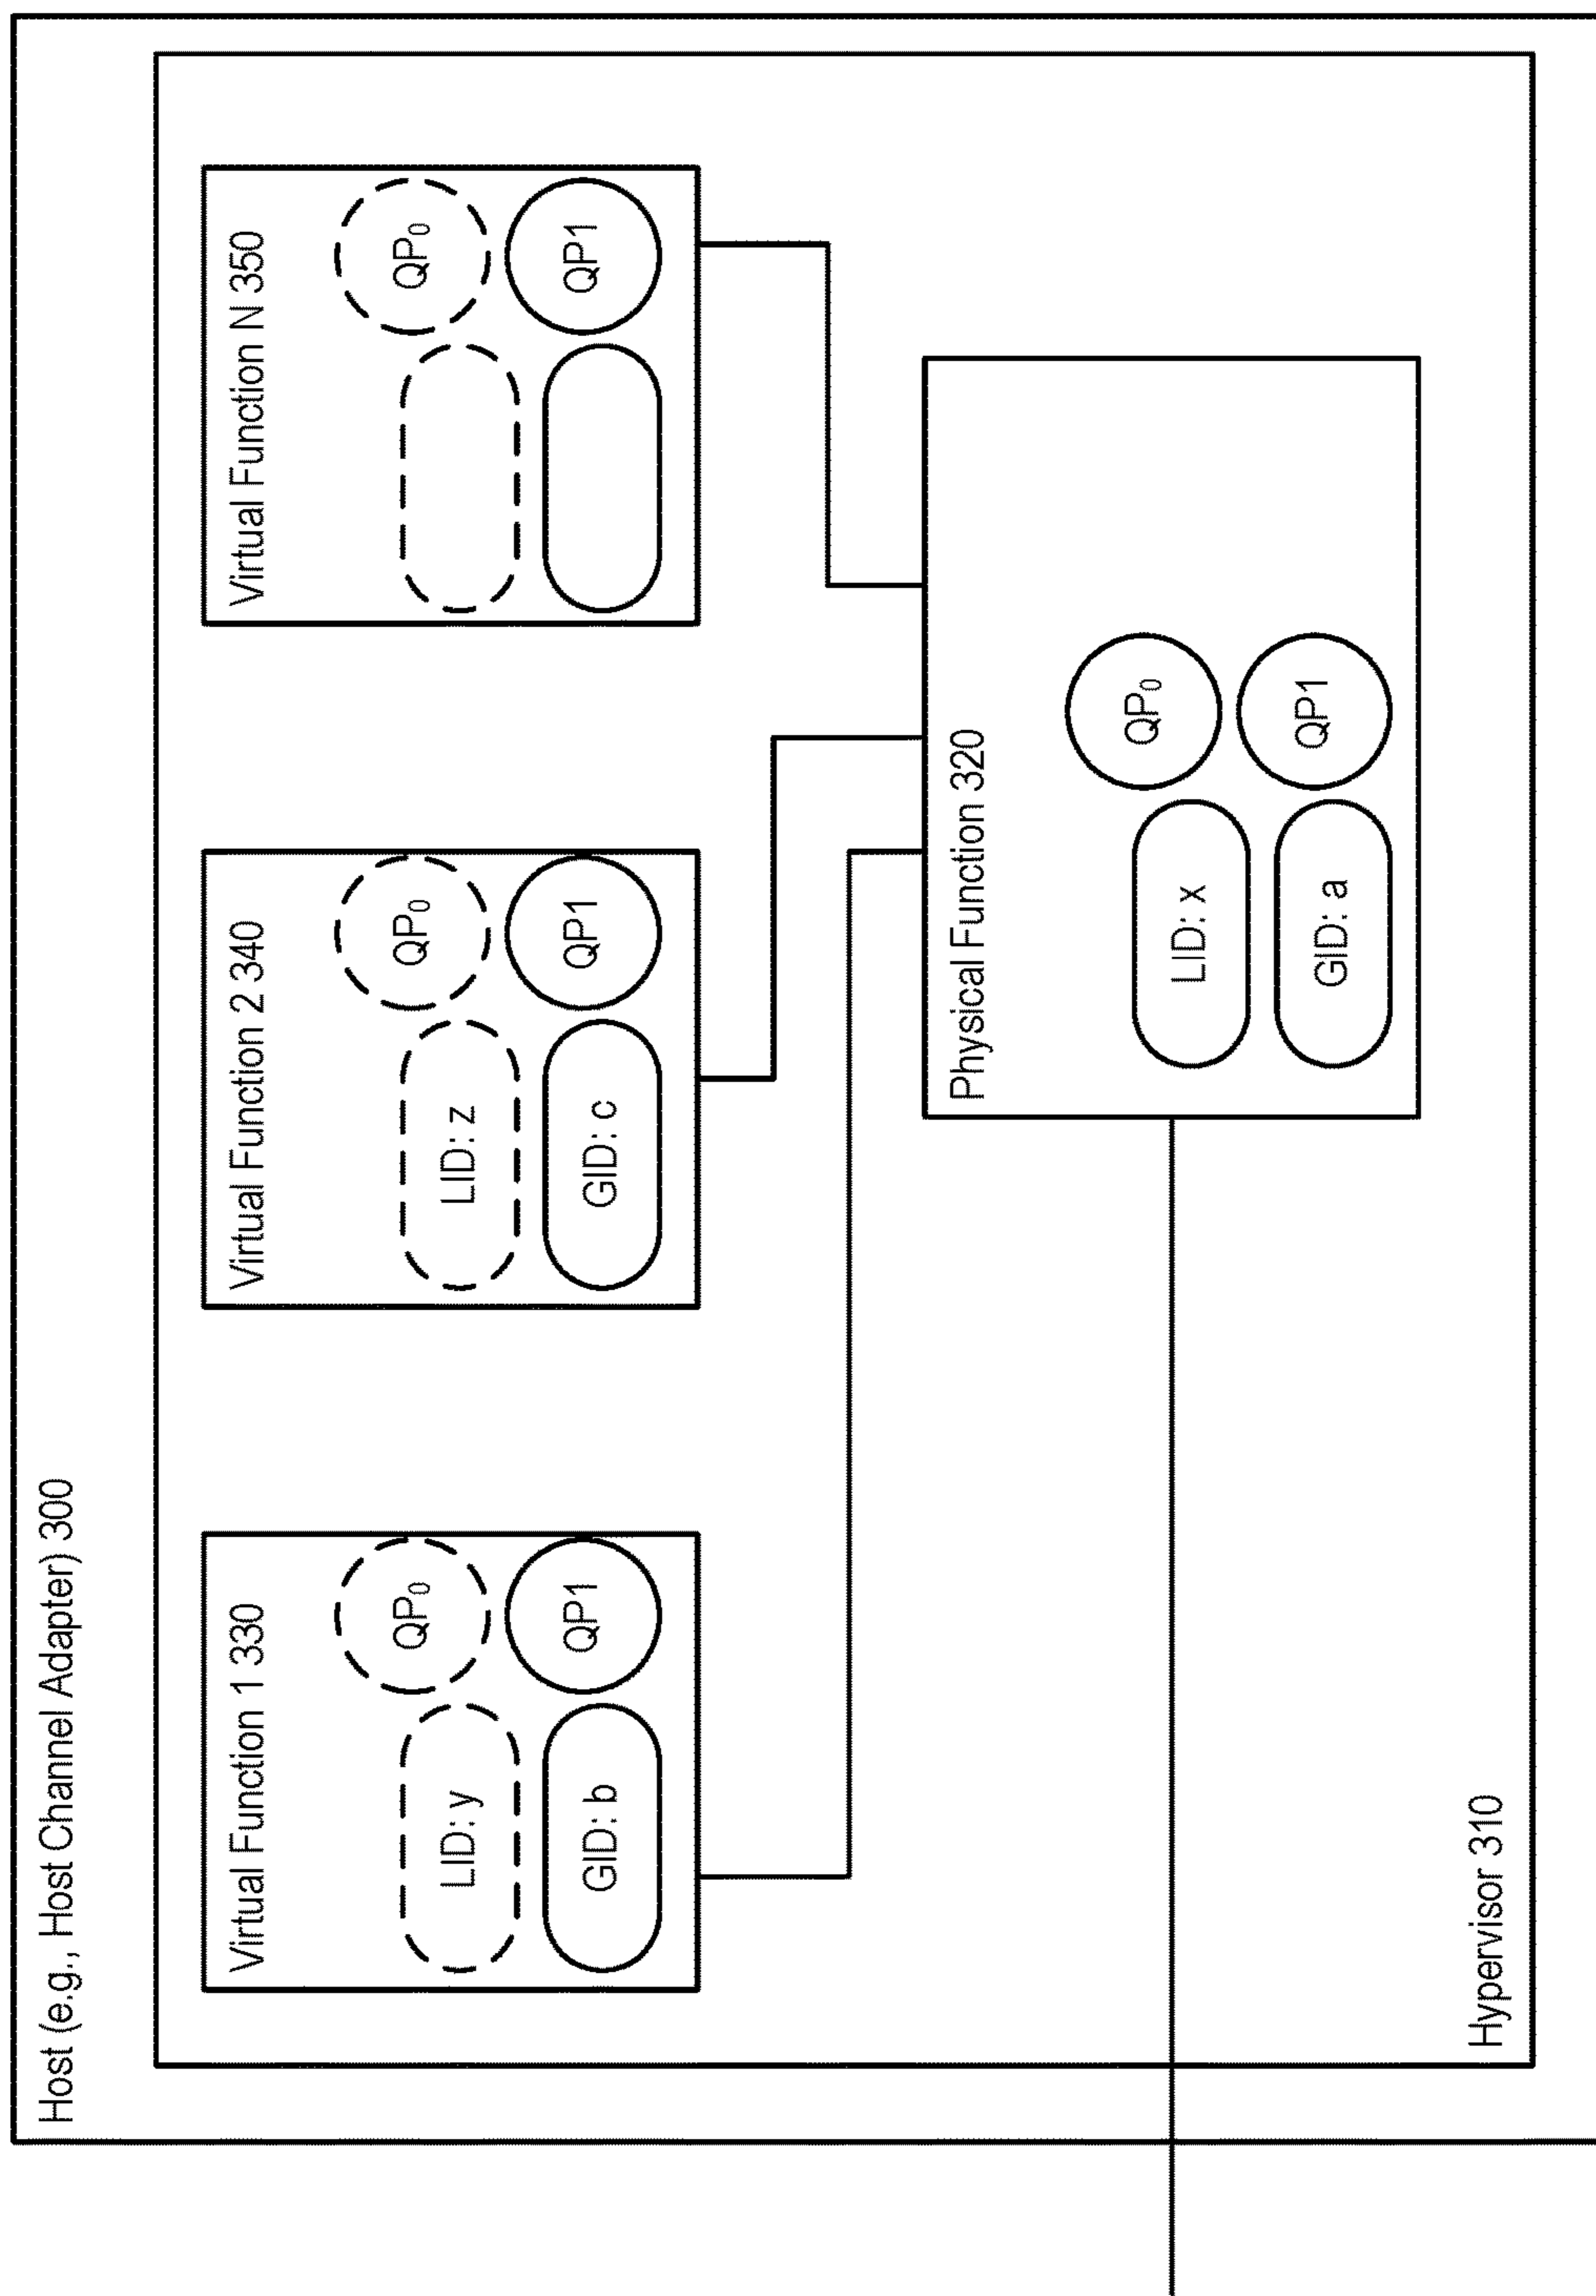 Host (e.g., Host Channel Adapter) 300
Virtual Function 1 330
QP₀
LID: y
QP1
GID: b
Virtual Function 2 340
QP₀
LID: z
QP1
GID: c
Virtual Function N 350
QP₀
QP1
Physical Function 320
QP₀
LID: x
QP1
GID: a
Hypervisor 310